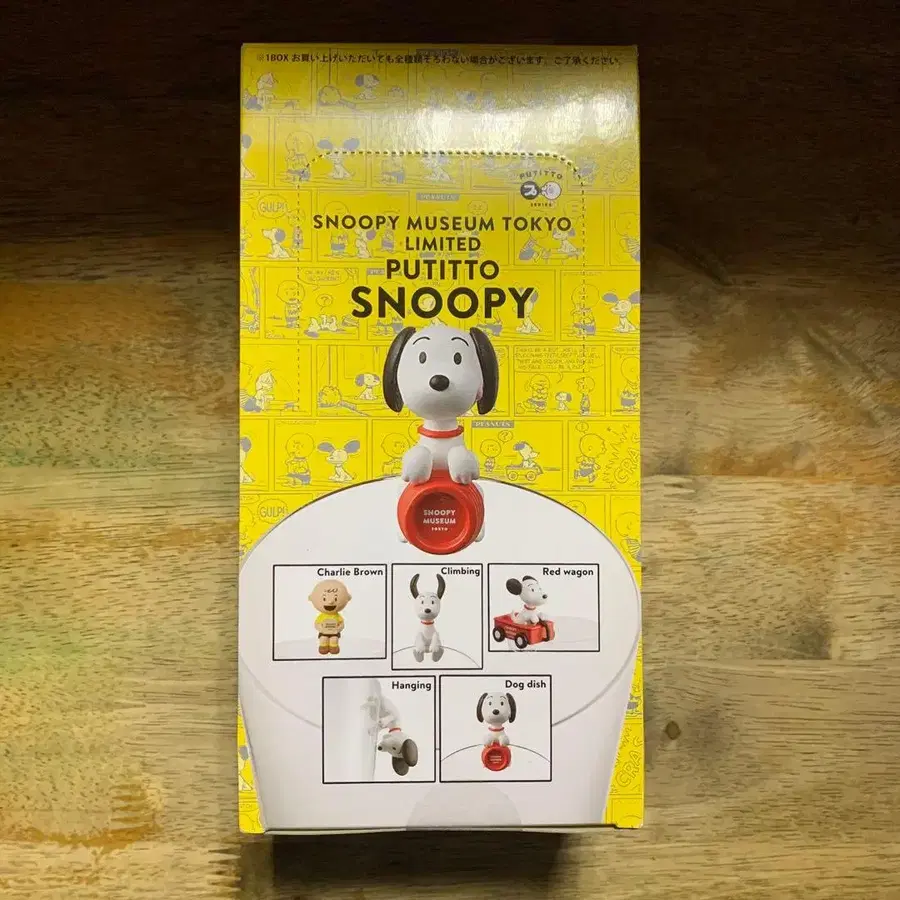 ※1BOX お買い上げいただいても全種類そろわない場合がございます。ご了承ください。
PEANUTS
PUTITTO
SERIES
GULP!
SNOOPY MUSEUM TOKYO
LIMITED
PUTITTO
SNOOPY
PEANUTS
GULP!
SNOOPY
MUSEUM
TOKYO
Charlie Brown
Climbing
Red wagon
Hanging
Dog dish